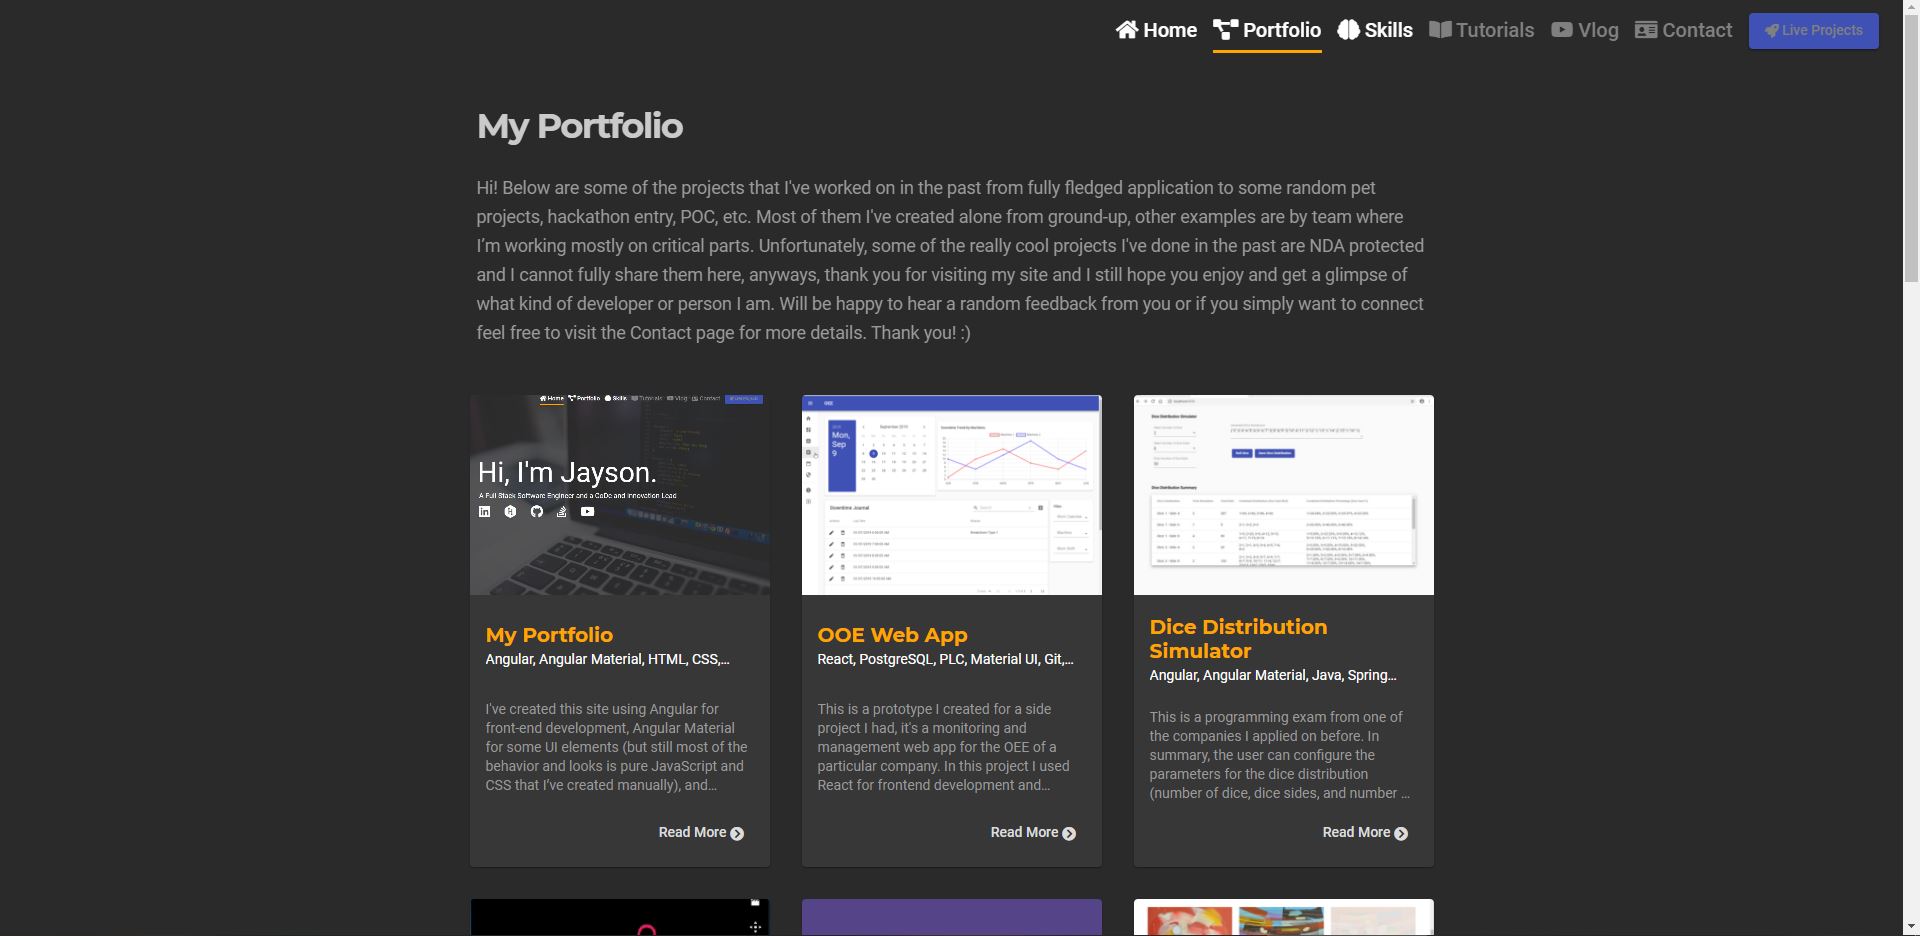 Home Portfolio Skills Tutorials Vlog Contact Live Projects
My Portfolio
Hi! Below are some of the projects that I've worked on in the past from fully fledged application to some random pet
projects, hackathon entry, POC, etc. Most of them I've created alone from ground-up, other examples are by team where
I’m working mostly on critical parts. Unfortunately, some of the really cool projects I've done in the past are NDA protected
and I cannot fully share them here, anyways, thank you for visiting my site and I still hope you enjoy and get a glimpse of
what kind of developer or person I am. Will be happy to hear a random feedback from you or if you simply want to connect
feel free to visit the Contact page for more details. Thank you! :)
Home Portfolio Skills Tutorials Vlog Contact
Hi, I'm Jayson.
A Full Stack Software Engineer and a CoDe and Innovation Lead
My Portfolio
Angular, Angular Material, HTML, CSS,...
I've created this site using Angular for
front-end development, Angular Material
for some UI elements (but still most of the
behavior and looks is pure JavaScript and
CSS that I’ve created manually), and...
Read More
OEE
2019
Mon,
Sep
9
September 2019
Downtime Trend by Machines
Downtime Journal
Search
Filter
OOE Web App
React, PostgreSQL, PLC, Material UI, Git,...
This is a prototype I created for a side
project I had, it's a monitoring and
management web app for the OEE of a
particular company. In this project I used
React for frontend development and...
Read More
Dice Distribution Simulator
Dice Distribution Summary
Dice Distribution
Simulator
Angular, Angular Material, Java, Spring...
This is a programming exam from one of
the companies I applied on before. In
summary, the user can configure the
parameters for the dice distribution
(number of dice, dice sides, and number ...
Read More